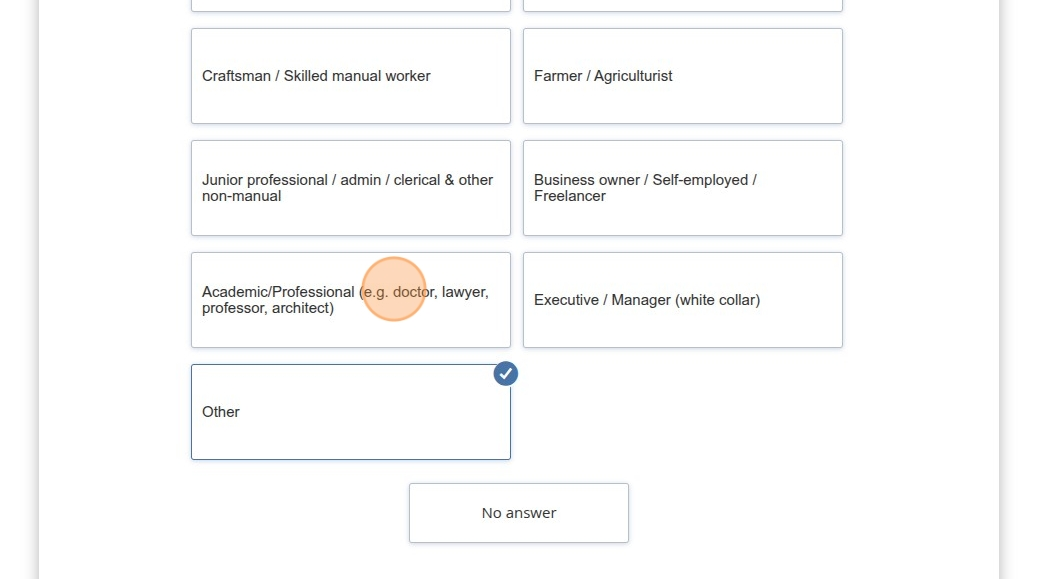 Craftsman / Skilled manual worker
Farmer / Agriculturist
Junior professional / admin / clerical & other
non-manual
Business owner / Self-employed /
Freelancer
Academic/Professional (e.g. doctor, lawyer,
professor, architect)
Executive / Manager (white collar)
Other
No answer